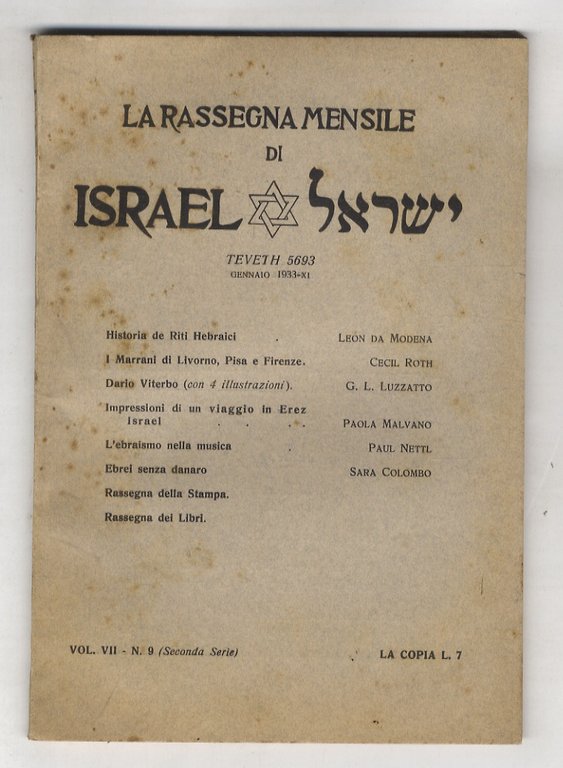 LA RASSEGNA MENSILE
DI
ISRAEL ישראל
TEVETH 5693
GENNAIO 1933-XI
Historia de Riti Hebraici . LEON DA MODENA
I Marrani di Livorno, Pisa e Firenze. CECIL ROTH
Dario Viterbo (con 4 illustrazioni). G. L. LUZZATTO
Impressioni di un viaggio in Erez
Israel . . . . PAOLA MALVANO
L'ebraismo nella musica . PAUL NETTL
Ebrei senza danaro SARA COLOMBO
Rassegna della Stampa.
Rassegna dei Libri.
VOL. VII - N. 9 (Seconda Serie) LA COPIA L. 7